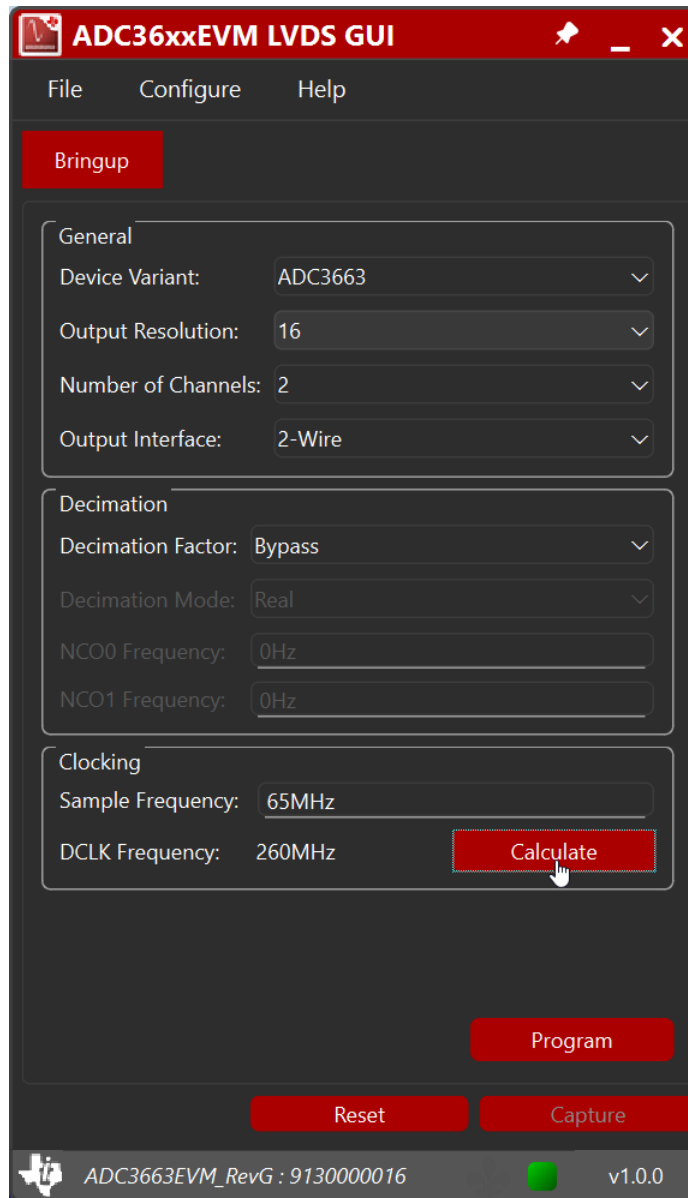 ADC36xxEVM LVDS GUI
File Configure Help
Bringup
General
Device Variant: ADC3663
Output Resolution: 16
Number of Channels: 2
Output Interface: 2-Wire
Decimation
Decimation Factor: Bypass
Decimation Mode: Real
NCO0 Frequency: 0Hz
NCO1 Frequency: 0Hz
Clocking
Sample Frequency: 65MHz
DCLK Frequency: 260MHz Calculate
Program
Reset Capture
ADC3663EVM_RevG : 9130000016 v1.0.0